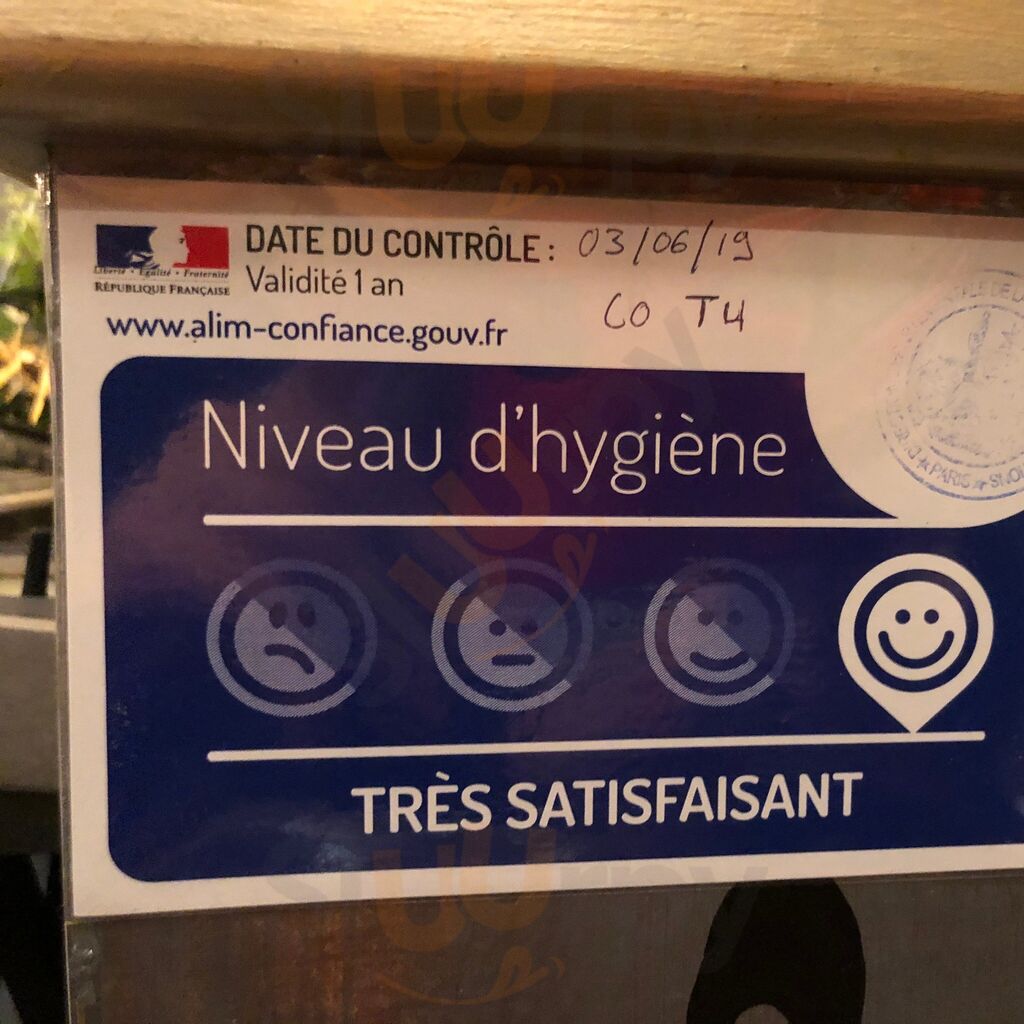 DATE DU CONTRÔLE : 03/06/19
Validité 1 an
Liberté • Égalité • Fraternité
RÉPUBLIQUE FRANÇAISE
www.alim-confiance.gouv.fr
CO T4
PARIS
Niveau d'hygiène
TRÈS SATISFAISANT